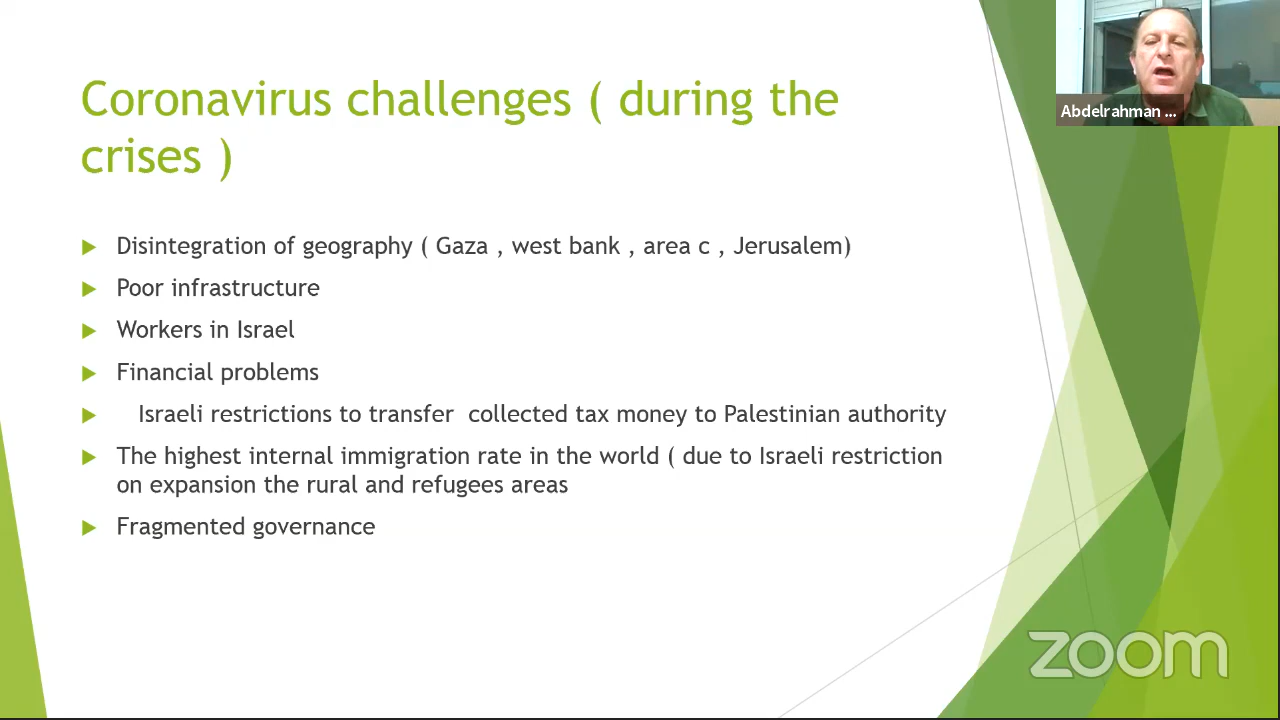 Coronavirus challenges ( during the
crises )
Disintegration of geography ( Gaza , west bank , area c , Jerusalem)
Poor infrastructure
Workers in Israel
Financial problems
Israeli restrictions to transfer  collected tax money to Palestinian authority
The highest internal immigration rate in the world ( due to Israeli restriction
on expansion the rural and refugees areas
Fragmented governance
Abdelrahman ...
zoom